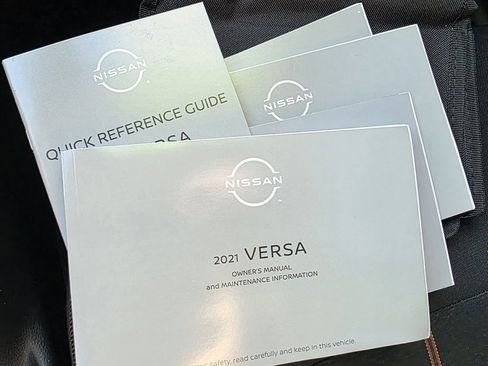 NISSAN
QUICK REFERENCE GUIDE
NISSAN
NISSAN
2021 VERSA
OWNER'S MANUAL
and MAINTENANCE INFORMATION
safety, read carefully and keep in this vehicle.